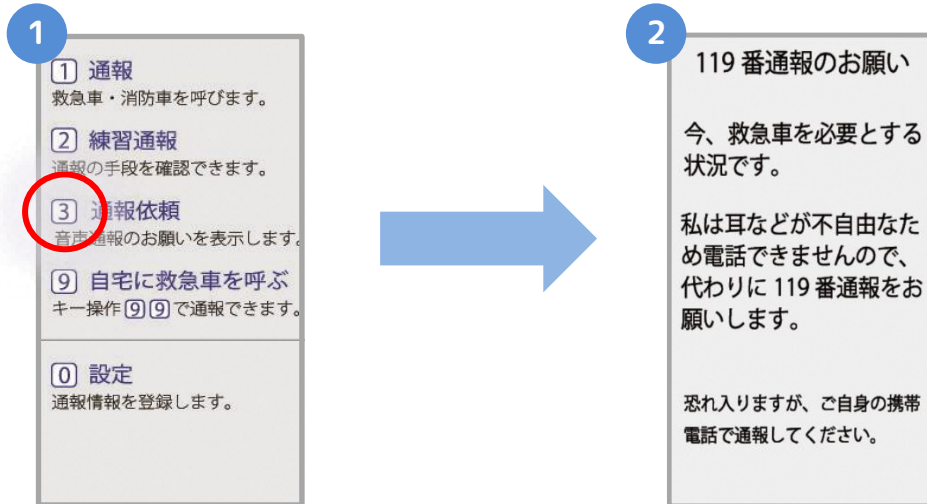 1
1 通報
救急車・消防車を呼びます。
2 練習通報
通報の手段を確認できます。
3 通報依頼
音声通報のお願いを表示します。
9 自宅に救急車を呼ぶ
キー操作99で通報できます。
0 設定
通報情報を登録します。
2
119番通報のお願い
今、救急車を必要とする
状況です。
私は耳などが不自由なた
め電話できませんので、
代わりに119番通報をお
願いします。
恐れ入りますが、ご自身の携帯
電話で通報してください。